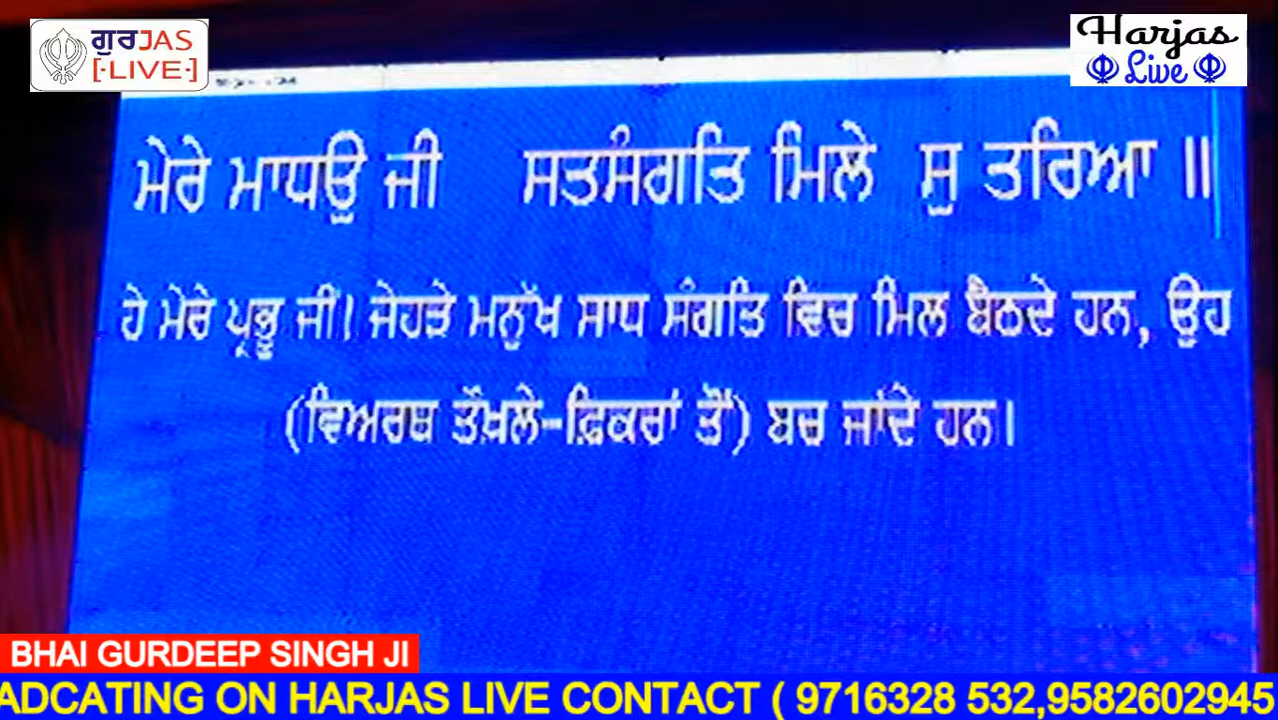 ਗੁਰJAS
[-LIVE-]
Harjas
Live
ਮੇਰੇ ਮਾਧਉ ਜੀ ਸਤਸੰਗਤਿ ਮਿਲੇ ਸੁ ਤਰਿਆ ॥
ਹੇ ਮੇਰੇ ਪ੍ਰਭੂ ਜੀ। ਜੇਹੜੇ ਮਨੁੱਖ ਸਾਧ ਸੰਗਤਿ ਵਿਚ ਮਿਲ ਬੈਠਦੇ ਹਨ, ਉਹ
(ਵਿਅਰਥ ਤੌਖ਼ਲੇ-ਫ਼ਿਕਰਾਂ ਤੋਂ) ਬਚ ਜਾਂਦੇ ਹਨ।
BHAI GURDEEP SINGH JI
ADCATING ON HARJAS LIVE CONTACT ( 9716328 532,9582602945